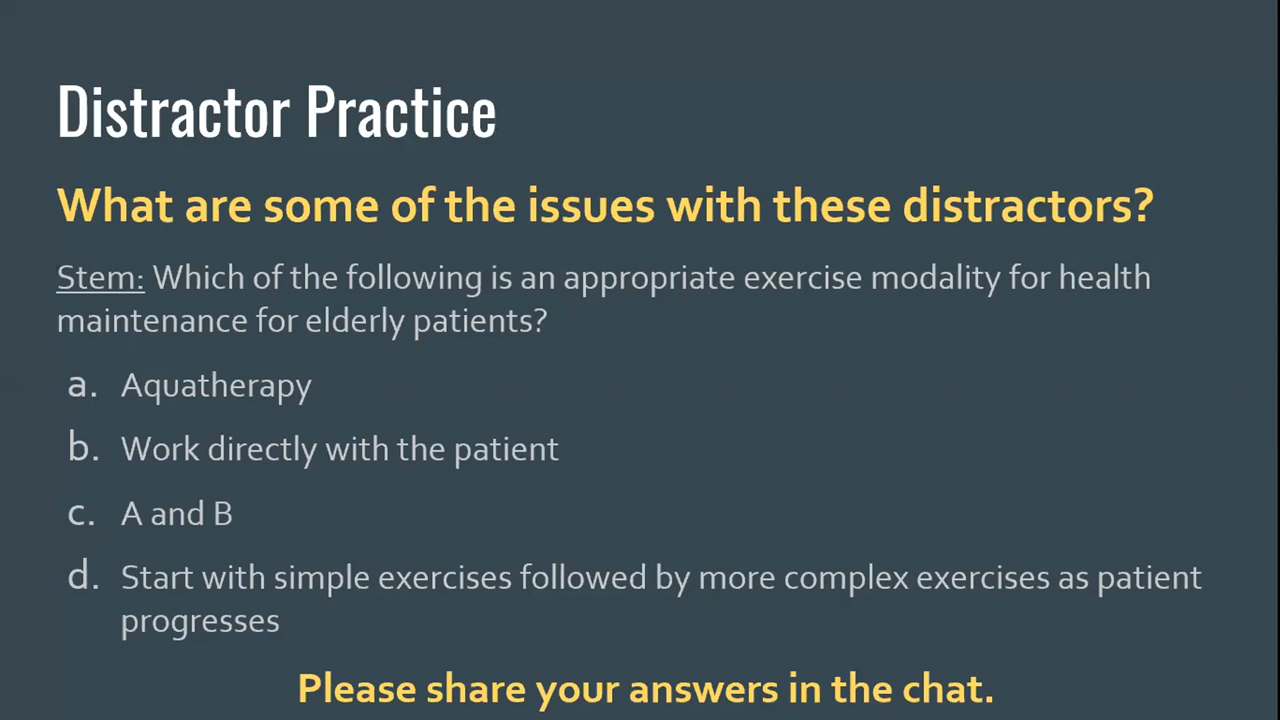 Distractor Practice
What are some of the issues with these distractors?
Stem: Which of the following is an appropriate exercise modality for health
maintenance for elderly patients?
a. Aquatherapy
b. Work directly with the patient
c. A and B
d. Start with simple exercises followed by more complex exercises as patient
progresses
Please share your answers in the chat.